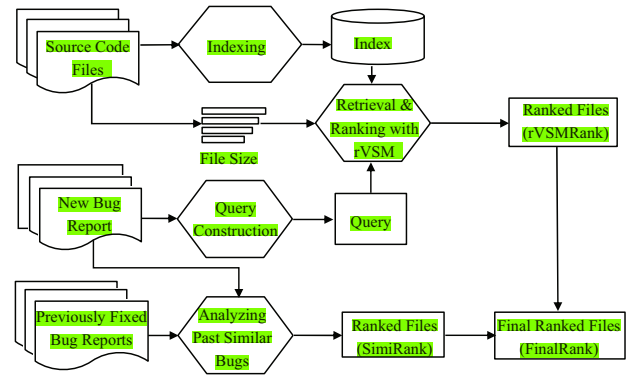 Source Code
Files
Indexing
Index
File Size
Retrieval &
Ranking with
rVSM
Ranked Files
(rVSMRank)
New Bug
Report
Query
Construction
Query
Previously Fixed
Bug Reports
Analyzing
Past Similar
Bugs
Ranked Files
(SimiRank)
Final Ranked Files
(FinalRank)